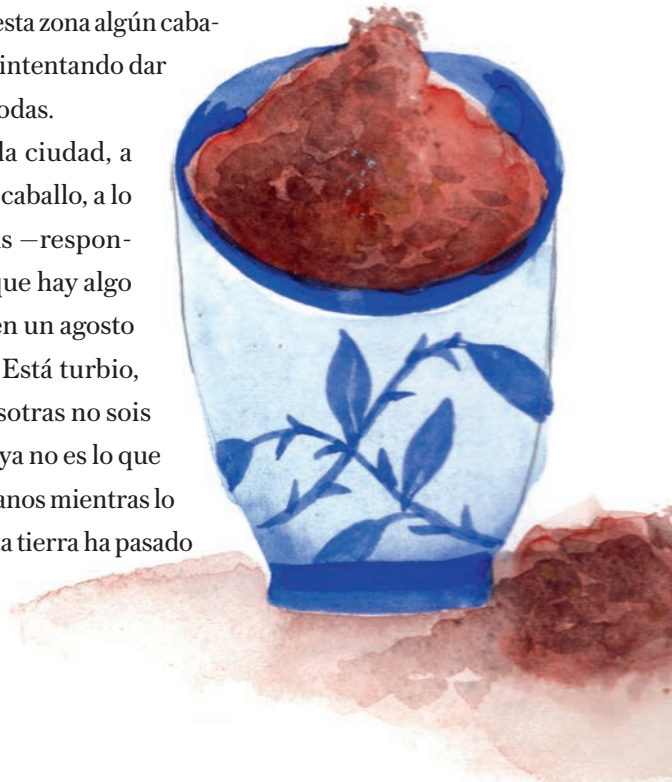 esta zona algún caba-
intentando dar
odas.
la ciudad, a
caballo, a lo
s —respon-
que hay algo
en un agosto
Está turbio,
sotras no sois
ya no es lo que
anos mientras lo
a tierra ha pasado